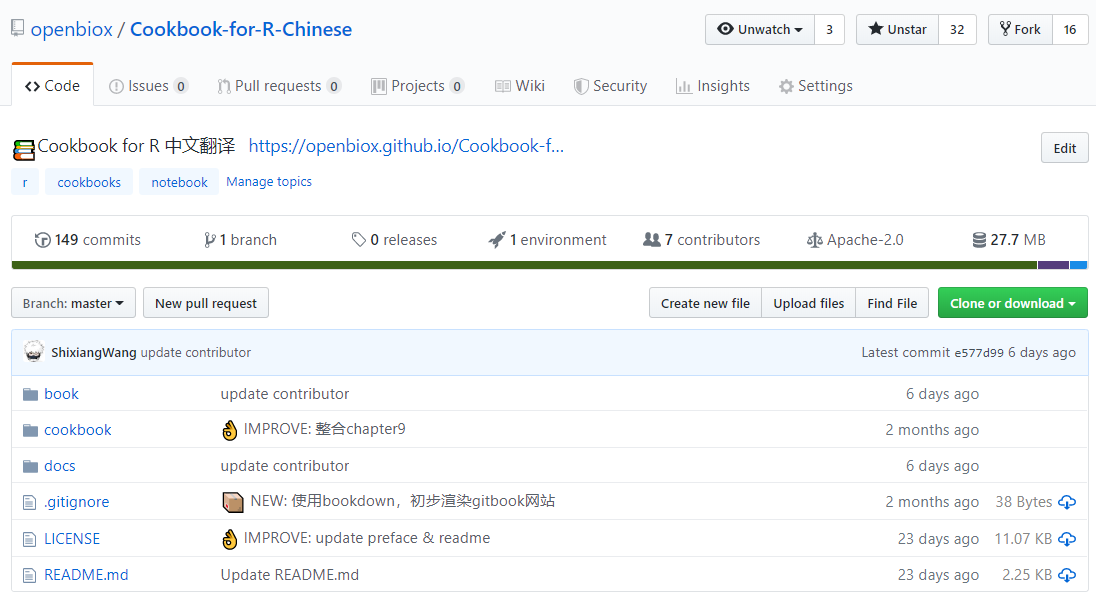 openbiox / Cookbook-for-R-Chinese Unwatch 3 Unstar 32 Fork 16
Code Issues 0 Pull requests 0 Projects 0 Wiki Security Insights Settings
Cookbook for R 中文翻译 https://openbiox.github.io/Cookbook-f... Edit
r cookbooks notebook Manage topics
149 commits 1 branch 0 releases 1 environment 7 contributors Apache-2.0 27.7 MB
Branch: master New pull request Create new file Upload files Find File Clone or download
ShixiangWang update contributor Latest commit e577d99 6 days ago
book update contributor 6 days ago
cookbook 👌 IMPROVE: 整合chapter9 2 months ago
docs update contributor 6 days ago
.gitignore 📦 NEW: 使用bookdown，初步渲染gitbook网站 2 months ago 38 Bytes
LICENSE 👌 IMPROVE: update preface & readme 23 days ago 11.07 KB
README.md Update README.md 23 days ago 2.25 KB